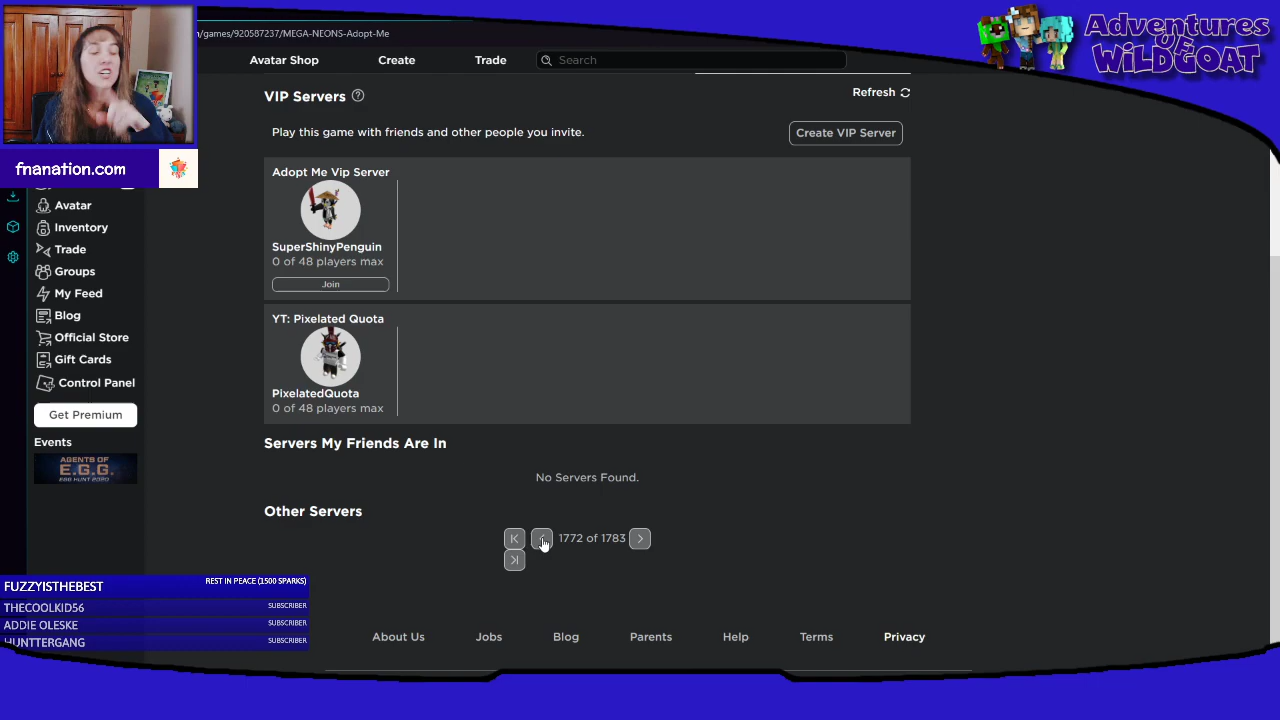 /games/920587237/MEGA-NEONS-Adopt-Me
Adventures
OF
WILDGOAT
Avatar Shop
Create
Trade
Search
VIP Servers
Refresh
Play this game with friends and other people you invite.
Create VIP Server
fnanation.com
Adopt Me Vip Server
SuperShinyPenguin
0 of 48 players max
Join
Avatar
Inventory
Trade
Groups
My Feed
Blog
Official Store
Gift Cards
Control Panel
Get Premium
Events
AGENTS OF
E.G.G.
EGG HUNT 2020
YT: Pixelated Quota
PixelatedQuota
0 of 48 players max
Servers My Friends Are In
No Servers Found.
Other Servers
1772 of 1783
FUZZYISTHEBEST REST IN PEACE (1500 SPARKS)
THECOOLKID56 SUBSCRIBER
ADDIE OLESKE SUBSCRIBER
HUNTTERGANG SUBSCRIBER
About Us
Jobs
Blog
Parents
Help
Terms
Privacy